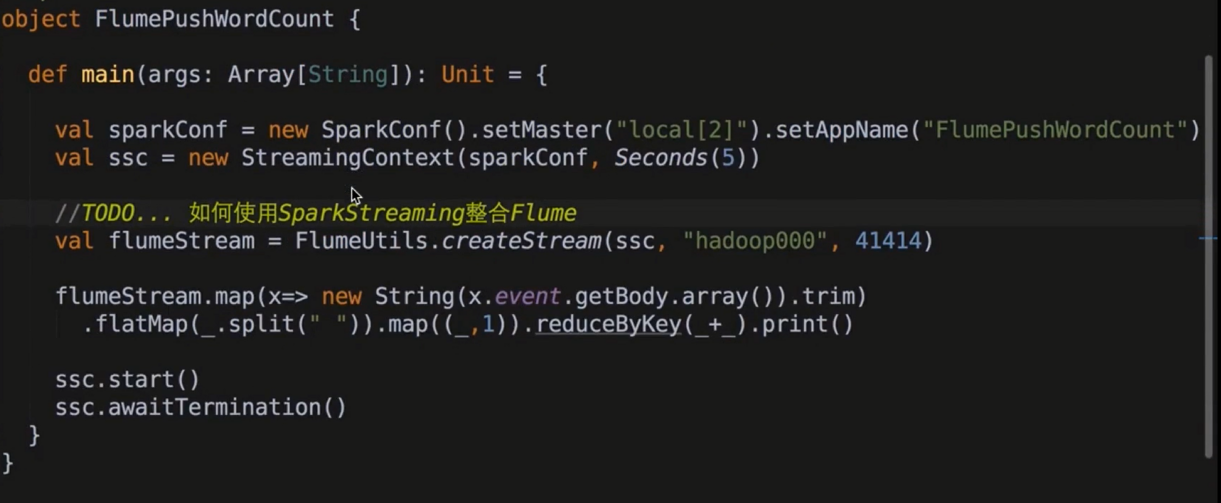 object FlumePushWordCount {
def main(args: Array[String]): Unit = {
val sparkConf = new SparkConf().setMaster("local[2]").setAppName("FlumePushWordCount")
val ssc = new StreamingContext(sparkConf, Seconds(5))
//TODO... 如何使用SparkStreaming整合Flume
val flumeStream = FlumeUtils.createStream(ssc, "hadoop000", 41414)
flumeStream.map(x=> new String(x.event.getBody.array()).trim)
.flatMap(_.split(" ")).map((_,1)).reduceByKey(_+_).print()
ssc.start()
ssc.awaitTermination()
}
}